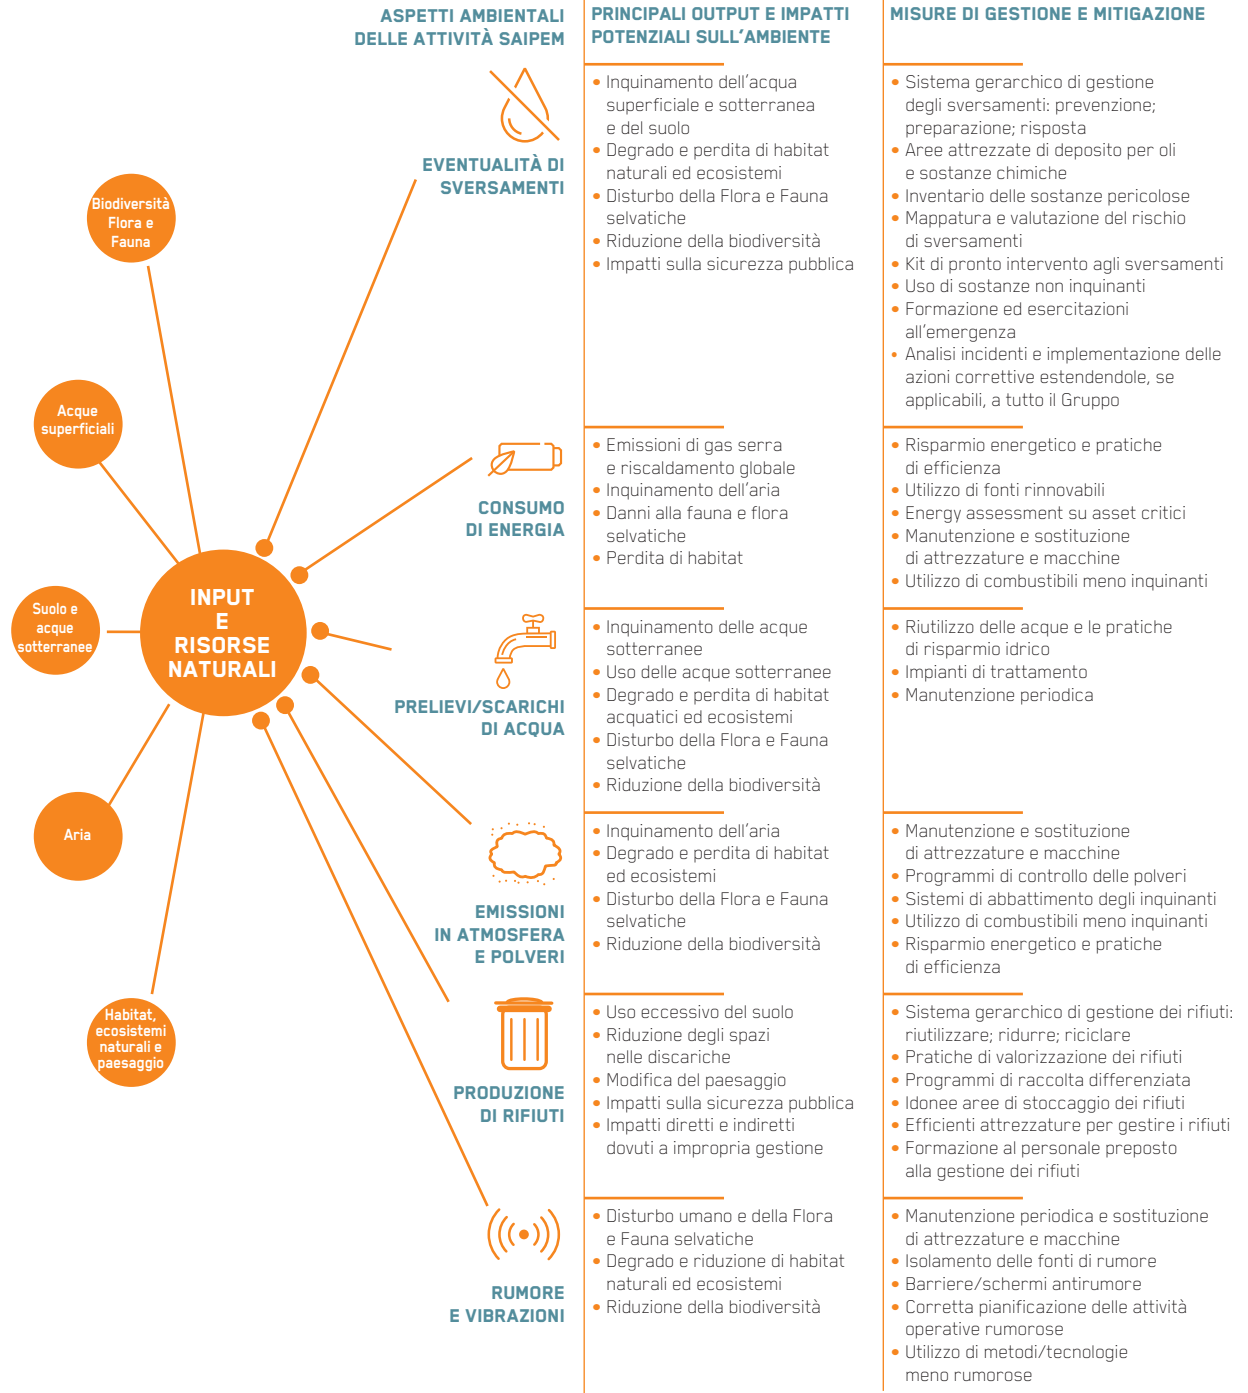 ASPETTI AMBIENTALI
DELLE ATTIVITÀ SAIPEM
PRINCIPALI OUTPUT E IMPATTI
POTENZIALI SULL'AMBIENTE
MISURE DI GESTIONE E MITIGAZIONE
Biodiversità
Flora e
Fauna
Acque
superficiali
Suolo e
acque
sotterranee
Aria
Habitat,
ecosistemi
naturali e
paesaggio
INPUT
E
RISORSE
NATURALI
EVENTUALITÀ DI
SVERSAMENTI
• Inquinamento dell'acqua
superficiale e sotterranea
e del suolo
• Degrado e perdita di habitat
naturali ed ecosistemi
• Disturbo della Flora e Fauna
selvatiche
• Riduzione della biodiversità
• Impatti sulla sicurezza pubblica
• Sistema gerarchico di gestione
degli sversamenti: prevenzione;
preparazione; risposta
• Aree attrezzate di deposito per oli
e sostanze chimiche
• Inventario delle sostanze pericolose
• Mappatura e valutazione del rischio
di sversamenti
• Kit di pronto intervento agli sversamenti
• Uso di sostanze non inquinanti
• Formazione ed esercitazioni
all'emergenza
• Analisi incidenti e implementazione delle
azioni correttive estendendole, se
applicabili, a tutto il Gruppo
CONSUMO
DI ENERGIA
• Emissioni di gas serra
e riscaldamento globale
• Inquinamento dell'aria
• Danni alla fauna e flora
selvatiche
• Perdita di habitat
• Risparmio energetico e pratiche
di efficienza
• Utilizzo di fonti rinnovabili
• Energy assessment su asset critici
• Manutenzione e sostituzione
di attrezzature e macchine
• Utilizzo di combustibili meno inquinanti
PRELIEVI/SCARICHI
DI ACQUA
• Inquinamento delle acque
sotterranee
• Uso delle acque sotterranee
• Degrado e perdita di habitat
acquatici ed ecosistemi
• Disturbo della Flora e Fauna
selvatiche
• Riduzione della biodiversità
• Riutilizzo delle acque e le pratiche
di risparmio idrico
• Impianti di trattamento
• Manutenzione periodica
EMISSIONI
IN ATMOSFERA
E POLVERI
• Inquinamento dell'aria
• Degrado e perdita di habitat
ed ecosistemi
• Disturbo della Flora e Fauna
selvatiche
• Riduzione della biodiversità
• Manutenzione e sostituzione
di attrezzature e macchine
• Programmi di controllo delle polveri
• Sistemi di abbattimento degli inquinanti
• Utilizzo di combustibili meno inquinanti
• Risparmio energetico e pratiche
di efficienza
PRODUZIONE
DI RIFIUTI
• Uso eccessivo del suolo
• Riduzione degli spazi
nelle discariche
• Modifica del paesaggio
• Impatti sulla sicurezza pubblica
• Impatti diretti e indiretti
dovuti a impropria gestione
• Sistema gerarchico di gestione dei rifiuti:
riutilizzare; ridurre; riciclare
• Pratiche di valorizzazione dei rifiuti
• Programmi di raccolta differenziata
• Idonee aree di stoccaggio dei rifiuti
• Efficienti attrezzature per gestire i rifiuti
• Formazione al personale preposto
alla gestione dei rifiuti
RUMORE
E VIBRAZIONI
• Disturbo umano e della Flora
e Fauna selvatiche
• Degrado e riduzione di habitat
naturali ed ecosistemi
• Riduzione della biodiversità
• Manutenzione periodica e sostituzione
di attrezzature e macchine
• Isolamento delle fonti di rumore
• Barriere/schermi antirumore
• Corretta pianificazione delle attività
operative rumorose
• Utilizzo di metodi/tecnologie
meno rumorose